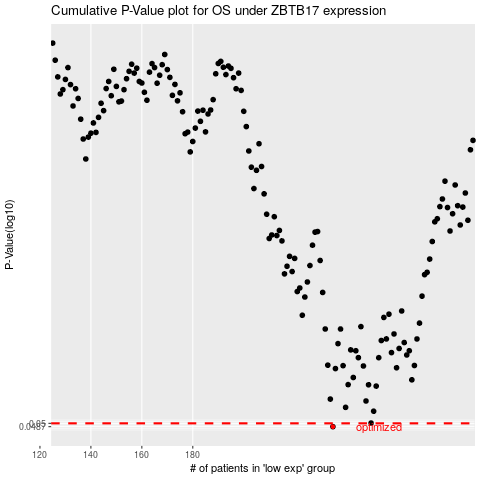 Cumulative P-Value plot for OS under ZBTB17 expression
P-Value(log10)
0.05
0.0487
optimized
120 140 160 180
# of patients in 'low exp' group